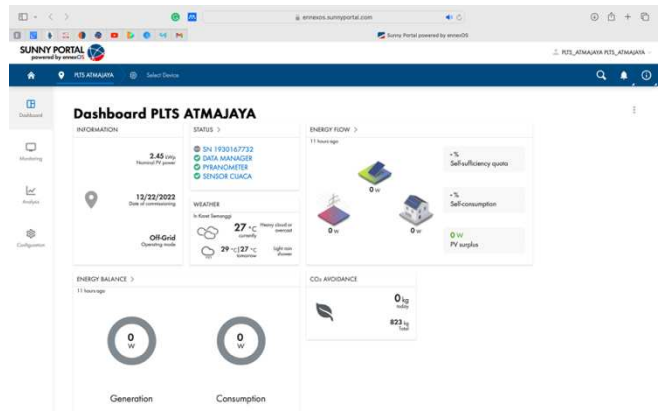 ennexos.sunnyportal.com
Sunny Portal powered by ennexOS
SUNNY PORTAL
powered by ennexOS
PLTS_ATMAJAYA PLTS_ATMAJAYA
PLTS ATMAJAYA
Select Device
Dashboard
Monitoring
Analysis
Configuration
Dashboard PLTS ATMAJAYA
INFORMATION
2.45 kWp
Nominal PV power
12/22/2022
Date of commissioning
Off-Grid
Operating mode
STATUS >
SN 1930167732
DATA MANAGER
PYRANOMETER
SENSOR CUACA
WEATHER
In Karet Semanggi
27 °C
currently
Heavy cloud or overcast
29 °C|27 °C
tomorrow
Light rain shower
ENERGY FLOW >
11 hours ago
0 W
0 W
0 W
- %
Self-sufficiency quota
- %
Self-consumption
0 W
PV surplus
ENERGY BALANCE >
11 hours ago
0
W
Generation
0
W
Consumption
CO₂ AVOIDANCE
0 kg
today
823 kg
Total